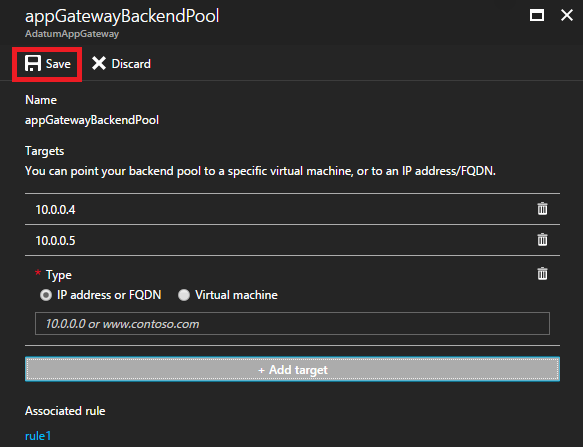 appGatewayBackendPool
AdatumAppGateway
Save Discard
Name
appGatewayBackendPool
Targets
You can point your backend pool to a specific virtual machine, or to an IP address/FQDN.
10.0.0.4
10.0.0.5
* Type
IP address or FQDN Virtual machine
10.0.0.0 or www.contoso.com
+ Add target
Associated rule
rule1